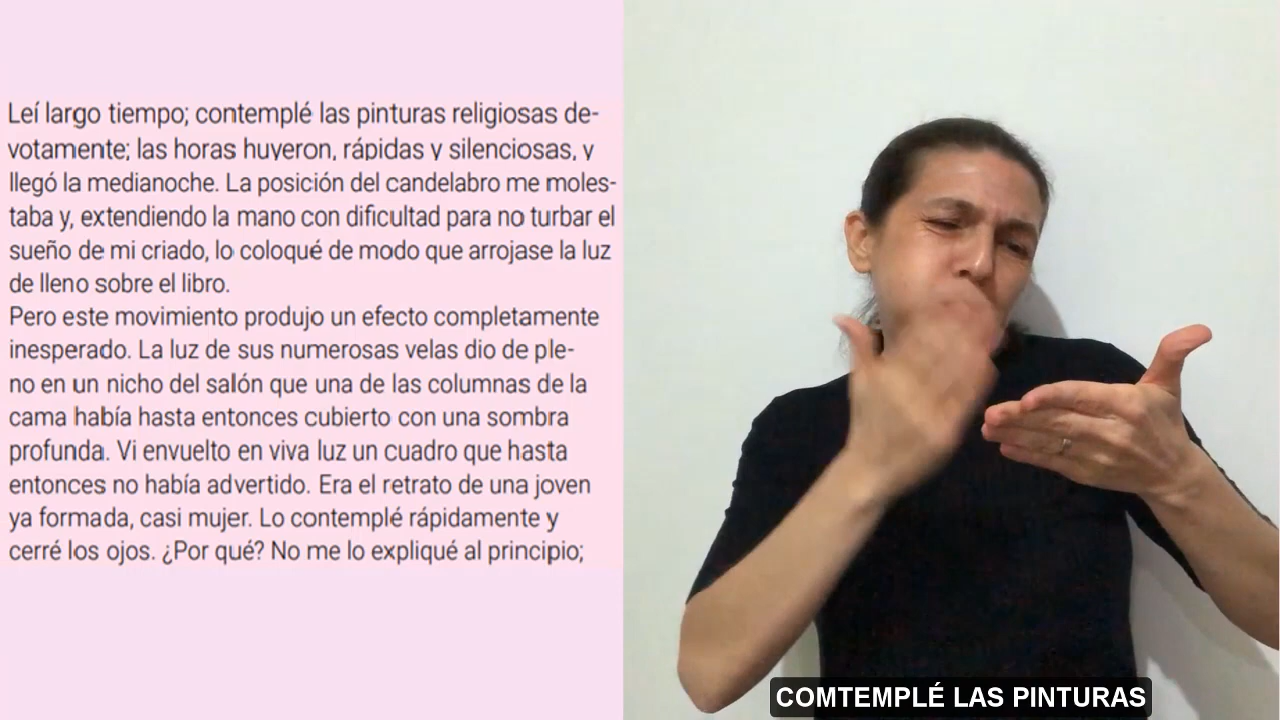 Leí largo tiempo; contemplé las pinturas religiosas de-
votamente; las horas huyeron, rápidas y silenciosas, y
llegó la medianoche. La posición del candelabro me moles-
taba y, extendiendo la mano con dificultad para no turbar el
sueño de mi criado, lo coloqué de modo que arrojase la luz
de lleno sobre el libro.
Pero este movimiento produjo un efecto completamente
inesperado. La luz de sus numerosas velas dio de ple-
no en un nicho del salón que una de las columnas de la
cama había hasta entonces cubierto con una sombra
profunda. Vi envuelto en viva luz un cuadro que hasta
entonces no había advertido. Era el retrato de una joven
ya formada, casi mujer. Lo contemplé rápidamente y
cerré los ojos. ¿Por qué? No me lo expliqué al principio;
COMTEMPLÉ LAS PINTURAS